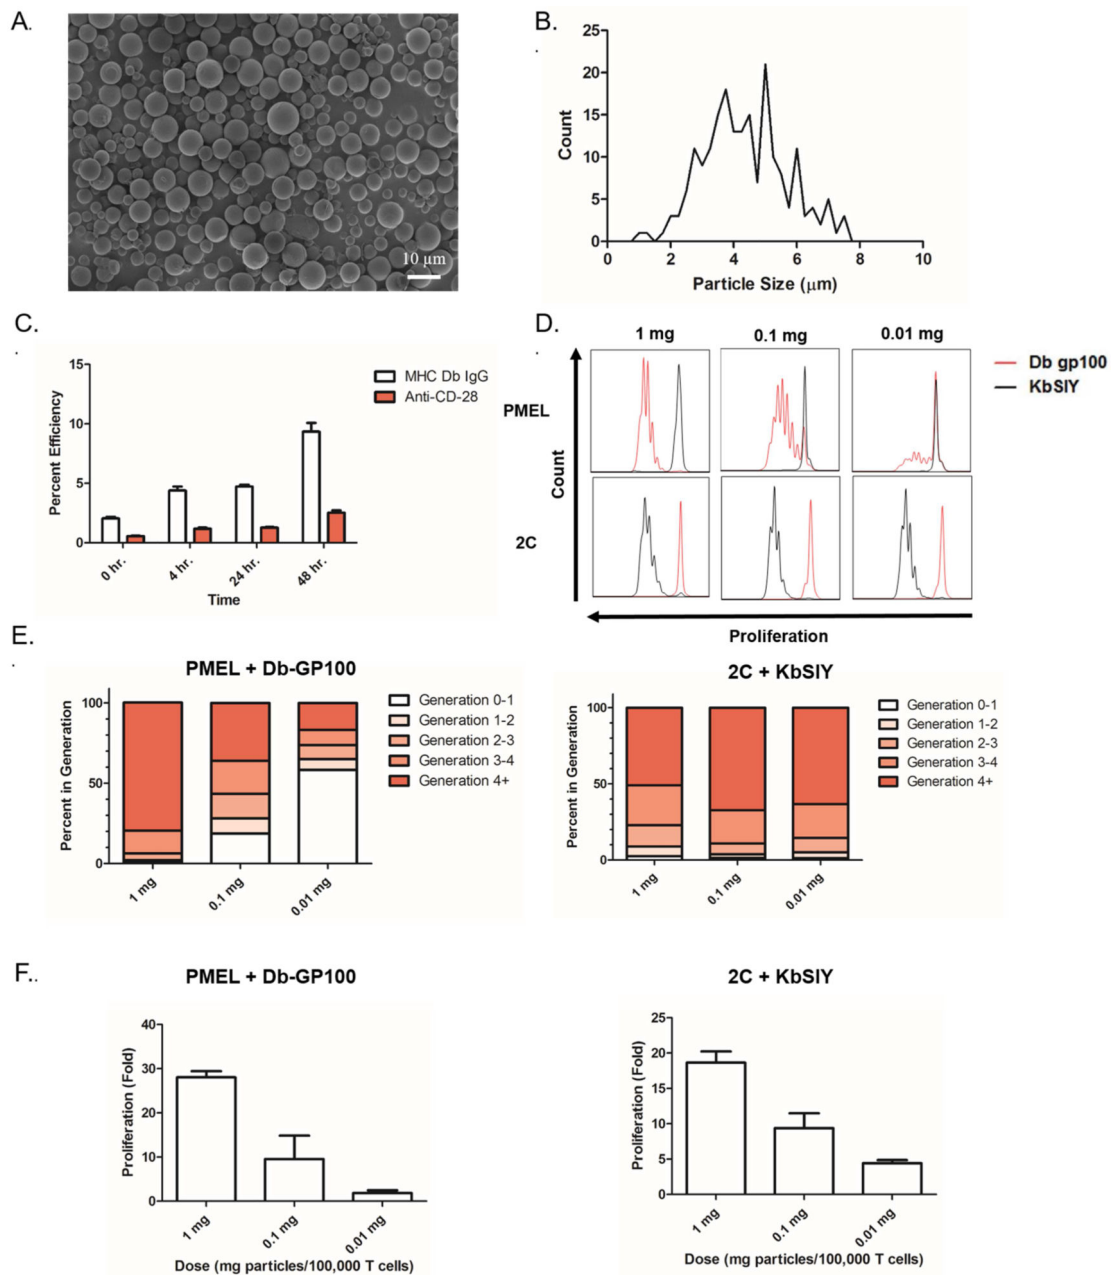 A.
10 µm
B.
25
20
15
10
5
0
Count
0 2 4 6 8 10
Particle Size (µm)
C.
15
10
5
0
Percent Efficiency
MHC Db IgG
Anti-CD-28
0 hr. 4 hr. 24 hr. 48 hr.
Time
D.
1 mg 0.1 mg 0.01 mg
Db gp100
KbSIY
PMEL
Count
2C
Proliferation
E.
PMEL + Db-GP100
100
50
0
Percent in Generation
Generation 0-1
Generation 1-2
Generation 2-3
Generation 3-4
Generation 4+
1 mg 0.1 mg 0.01 mg
2C + KbSIY
100
50
0
Percent in Generation
Generation 0-1
Generation 1-2
Generation 2-3
Generation 3-4
Generation 4+
1 mg 0.1 mg 0.01 mg
F..
PMEL + Db-GP100
40
30
20
10
0
Proliferation (Fold)
1 mg 0.1 mg 0.01 mg
Dose (mg particles/100,000 T cells)
2C + KbSIY
25
20
15
10
5
0
Proliferation (Fold)
1 mg 0.1 mg 0.01 mg
Dose (mg particles/100,000 T cells)